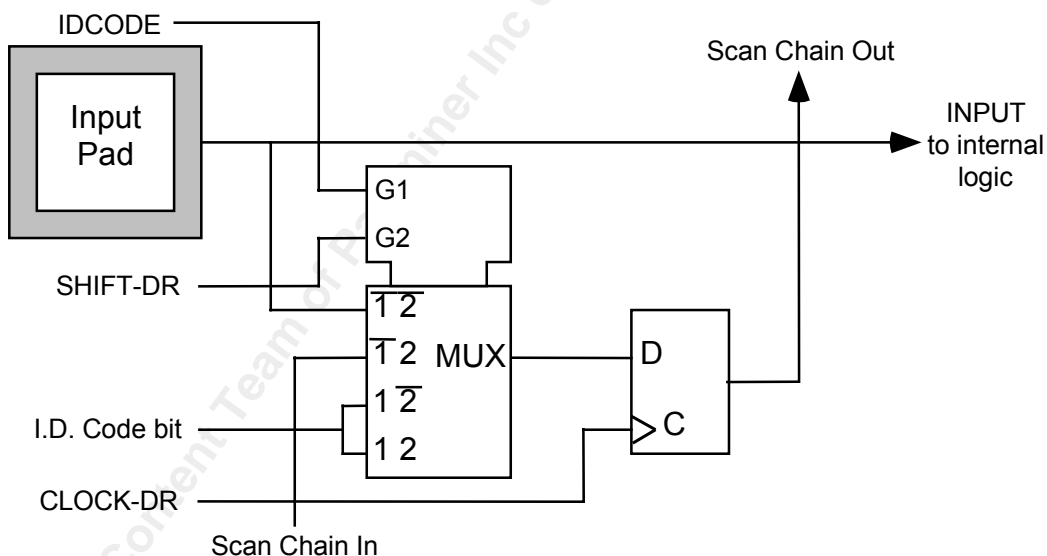 IDCODE
Input
Pad
Scan Chain Out
INPUT
to internal
logic
G1
G2
SHIFT-DR
1̅ 2̅
1̅ 2
MUX
1 2̅
1 2
D
C
I.D. Code bit
CLOCK-DR
Scan Chain In